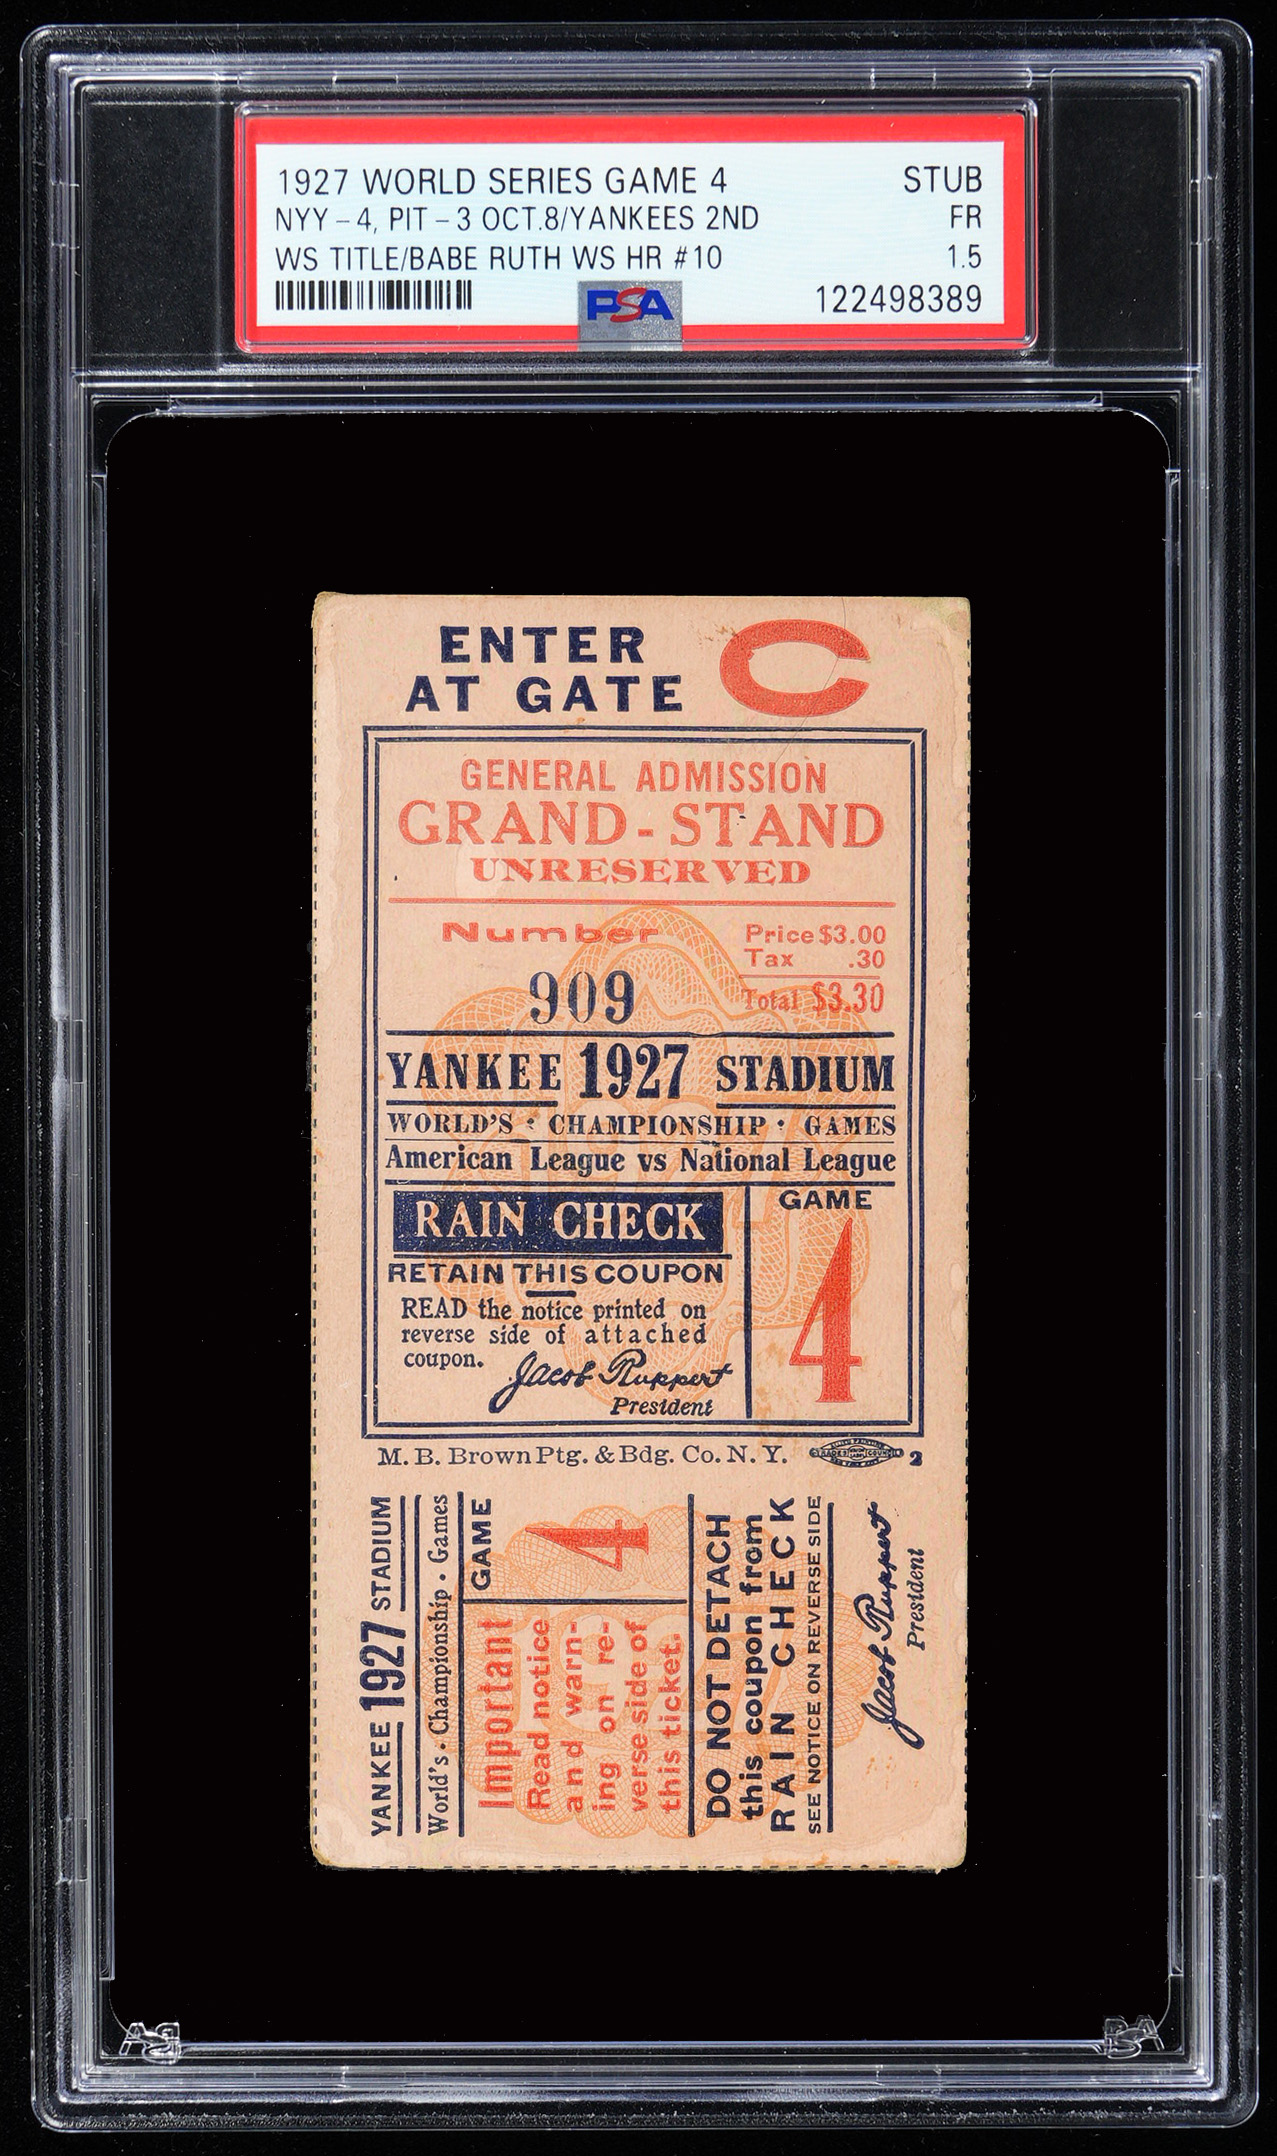 1927 WORLD SERIES GAME 4 STUB
NYY-4, PIT-3 OCT.8/YANKEES 2ND FR
WS TITLE/BABE RUTH WS HR #10 1.5
PSA 122498389
ENTER
AT GATE C
GENERAL ADMISSION
GRAND-STAND
UNRESERVED
Number
909
Price $3.00
Tax .30
Total $3.30
YANKEE 1927 STADIUM
WORLD'S · CHAMPIONSHIP · GAMES
American League vs National League
RAIN CHECK
RETAIN THIS COUPON
READ the notice printed on
reverse side of attached
coupon.
Jacob Ruppert
President
GAME
4
M. B. Brown Ptg. & Bdg. Co. N. Y. 2
YANKEE 1927 STADIUM
World's · Championship · Games
GAME
4
Important
Read notice
and warn-
ing on re-
verse side of
this ticket.
DO NOT DETACH
this coupon from
RAIN CHECK
SEE NOTICE ON REVERSE SIDE
Jacob Ruppert
President
PSA
PSA